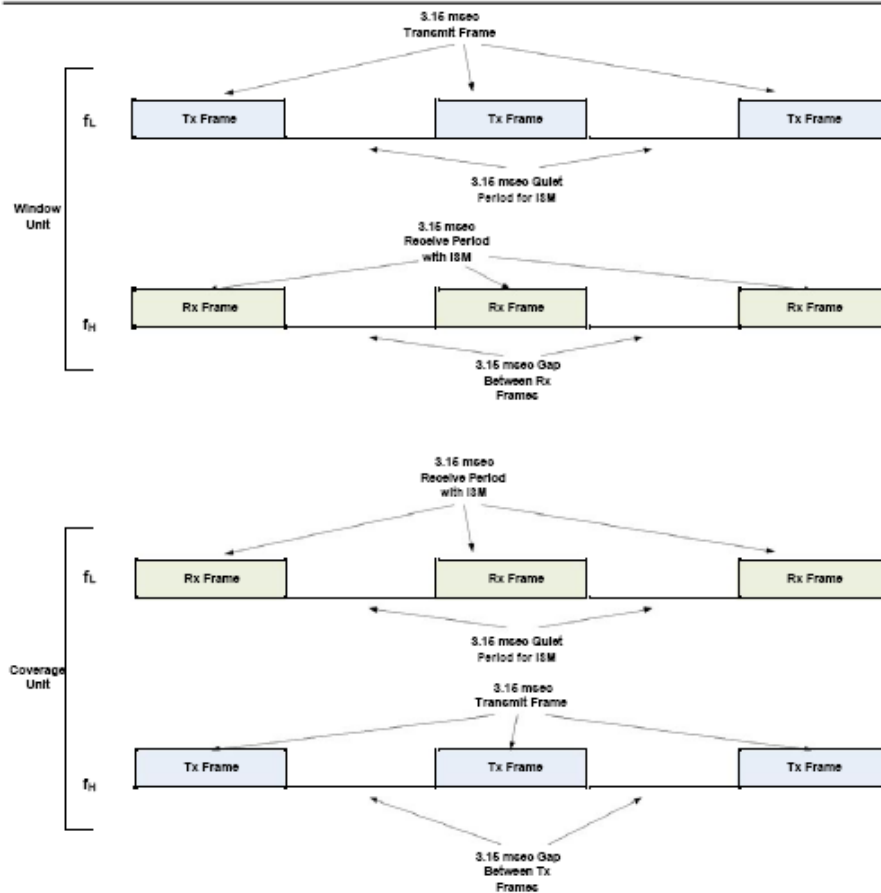 3.15 msec
Transmit Frame
fL
Tx Frame
Tx Frame
Tx Frame
3.15 msec Quiet
Period for ISM
Window
Unit
3.15 msec
Receive Period
with ISM
fH
Rx Frame
Rx Frame
Rx Frame
3.15 msec Gap
Between Rx
Frames
3.15 msec
Receive Period
with ISM
fL
Rx Frame
Rx Frame
Rx Frame
3.15 msec Quiet
Period for ISM
Coverage
Unit
3.15 msec
Transmit Frame
fH
Tx Frame
Tx Frame
Tx Frame
3.15 msec Gap
Between Tx
Frames